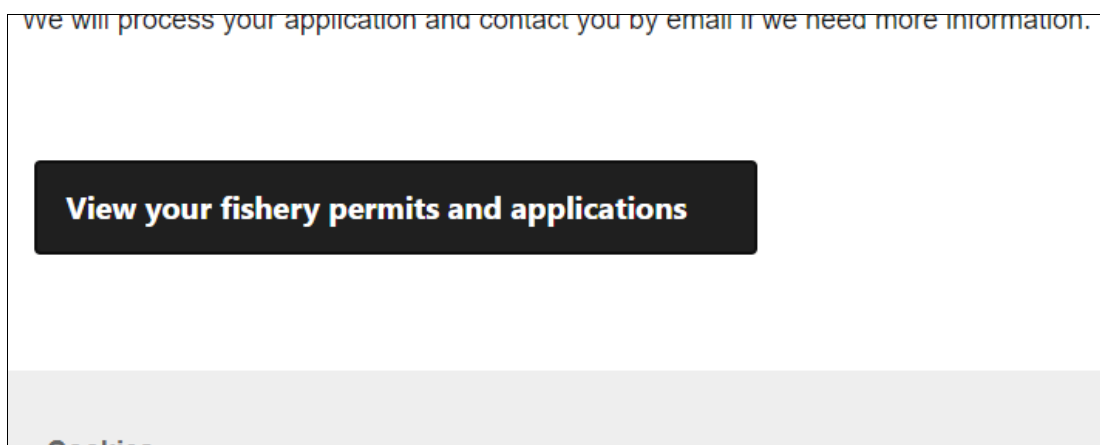 We will process your application and contact you by email if we need more information.
View your fishery permits and applications
Cookies